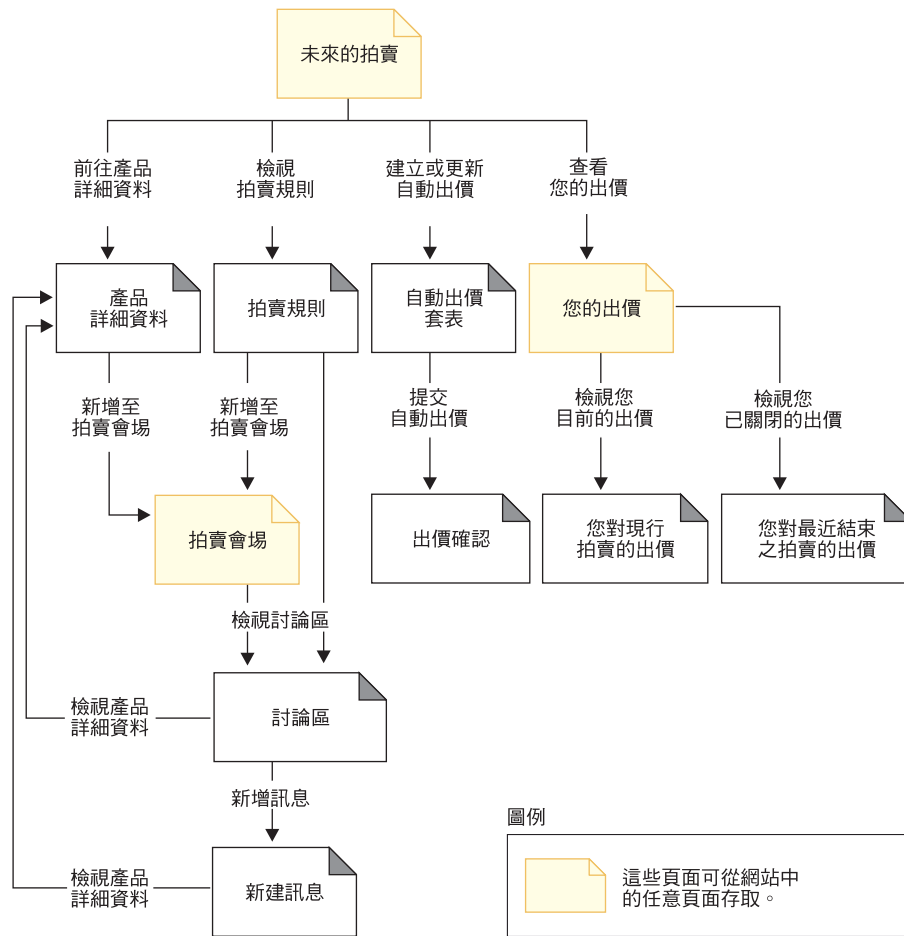 未來的拍賣
前往產品
詳細資料
檢視
拍賣規則
建立或更新
自動出價
查看
您的出價
產品
詳細資料
拍賣規則
自動出價
套表
您的出價
新增至
拍賣會場
新增至
拍賣會場
提交
自動出價
檢視您
目前的出價
檢視您
已關閉的出價
拍賣會場
出價確認
您對現行
拍賣的出價
您對最近結束
之拍賣的出價
檢視討論區
檢視產品
詳細資料
討論區
新增訊息
圖例
檢視產品
詳細資料
新建訊息
這些頁面可從網站中
的任意頁面存取。